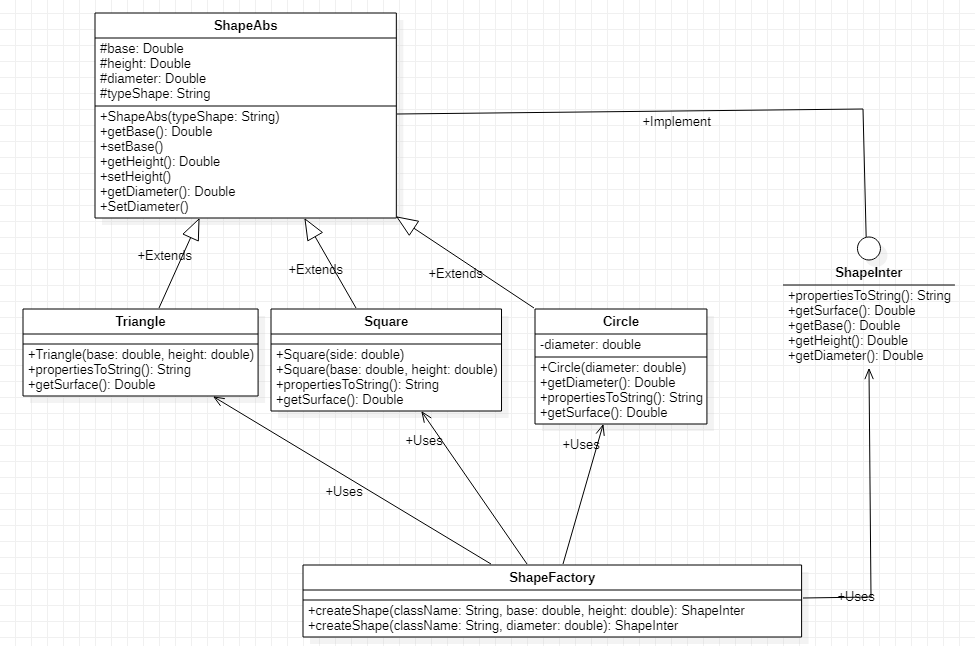 ShapeAbs
#base: Double
#height: Double
#diameter: Double
#typeShape: String
+ShapeAbs(typeShape: String)
+getBase(): Double
+setBase()
+getHeight(): Double
+setHeight()
+getDiameter(): Double
+SetDiameter()
+Implement
+Extends
+Extends
+Extends
ShapeInter
+propertiesToString(): String
+getSurface(): Double
+getBase(): Double
+getHeight(): Double
+getDiameter(): Double
Triangle
+Triangle(base: double, height: double)
+propertiesToString(): String
+getSurface(): Double
Square
+Square(side: double)
+Square(base: double, height: double)
+propertiesToString(): String
+getSurface(): Double
Circle
-diameter: double
+Circle(diameter: double)
+getDiameter(): Double
+propertiesToString(): String
+getSurface(): Double
+Uses
+Uses
+Uses
ShapeFactory
+createShape(className: String, base: double, height: double): ShapeInter
+createShape(className: String, diameter: double): ShapeInter
+Uses